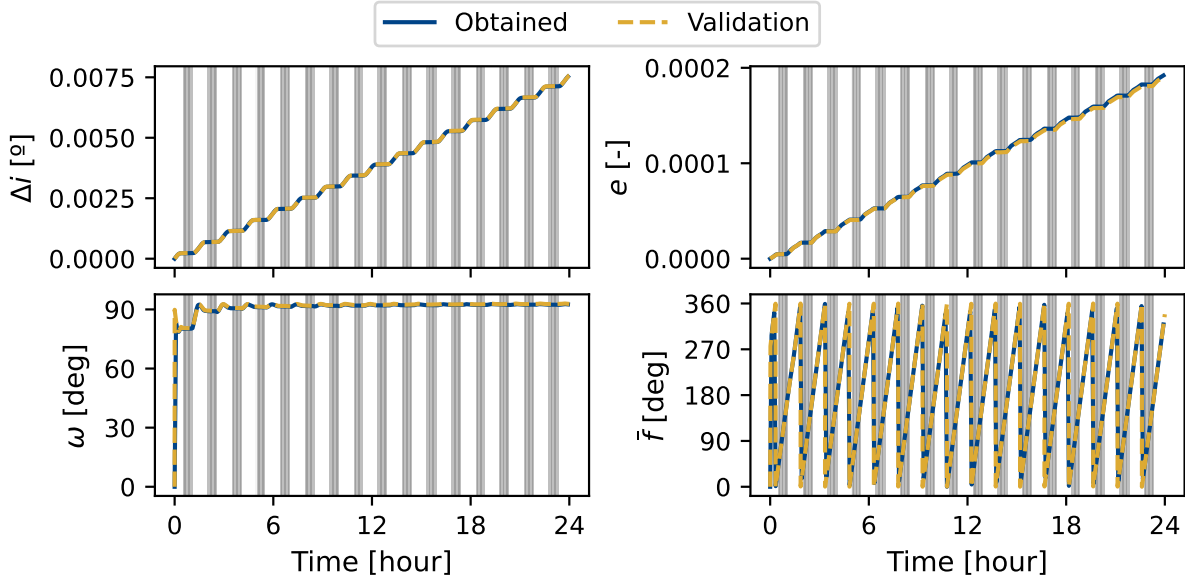 Obtained Validation
0.0075
0.0050
0.0025
0.0000
Δi [º]
0.0002
0.0001
0.0000
e [-]
90
60
30
0
ω [deg]
0 6 12 18 24
Time [hour]
360
270
180
90
0
f̄ [deg]
0 6 12 18 24
Time [hour]